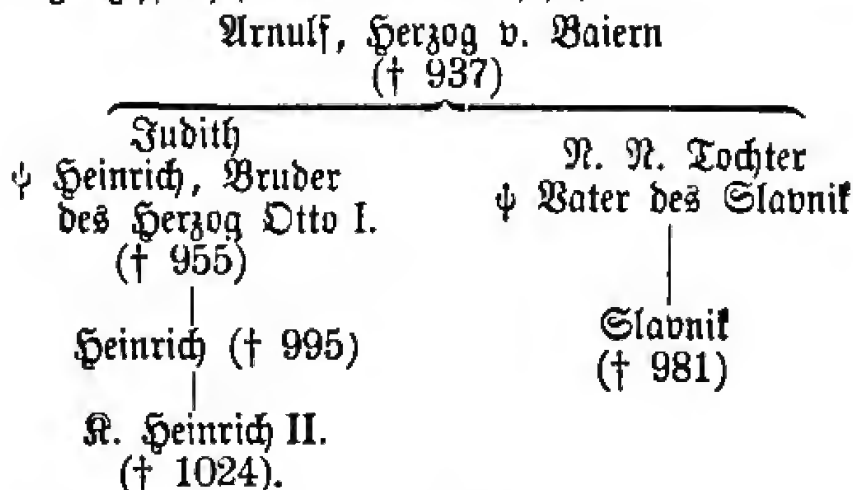 Arnulf, Herzog v. Baiern
(† 937)
Judith
⚭ Heinrich, Bruder
des Herzog Otto I.
(† 955)
Heinrich († 995)
K. Heinrich II.
(† 1024).
N. N. Tochter
⚭ Vater des Slavnik
Slavnik
(† 981)